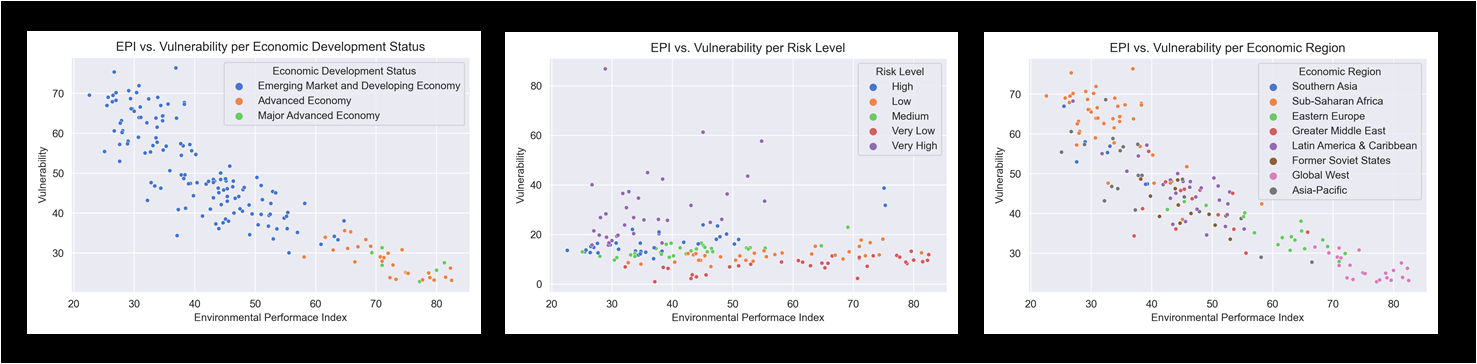 EPI vs. Vulnerability per Economic Development Status
Economic Development Status
Emerging Market and Developing Economy
Advanced Economy
Major Advanced Economy
Vulnerability
70
60
50
40
30
20
30
40
50
60
70
80
Environmental Performace Index
EPI vs. Vulnerability per Risk Level
Risk Level
High
Low
Medium
Very Low
Very High
Vulnerability
80
60
40
20
0
20
30
40
50
60
70
80
Environmental Performace Index
EPI vs. Vulnerability per Economic Region
Economic Region
Southern Asia
Sub-Saharan Africa
Eastern Europe
Greater Middle East
Latin America & Caribbean
Former Soviet States
Global West
Asia-Pacific
Vulnerability
70
60
50
40
30
20
30
40
50
60
70
80
Environmental Performace Index